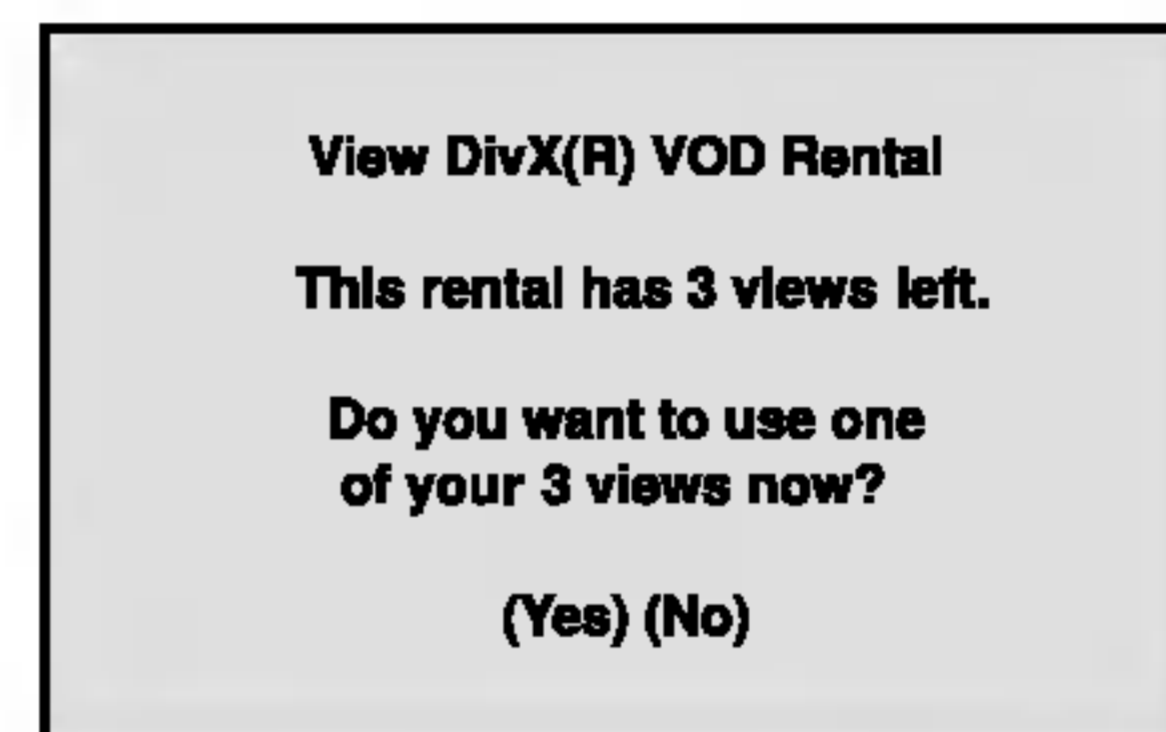 View DivX(R) VOD Rental
This rental has 3 views left.
Do you want to use one
of your 3 views now?
(Yes) (No)